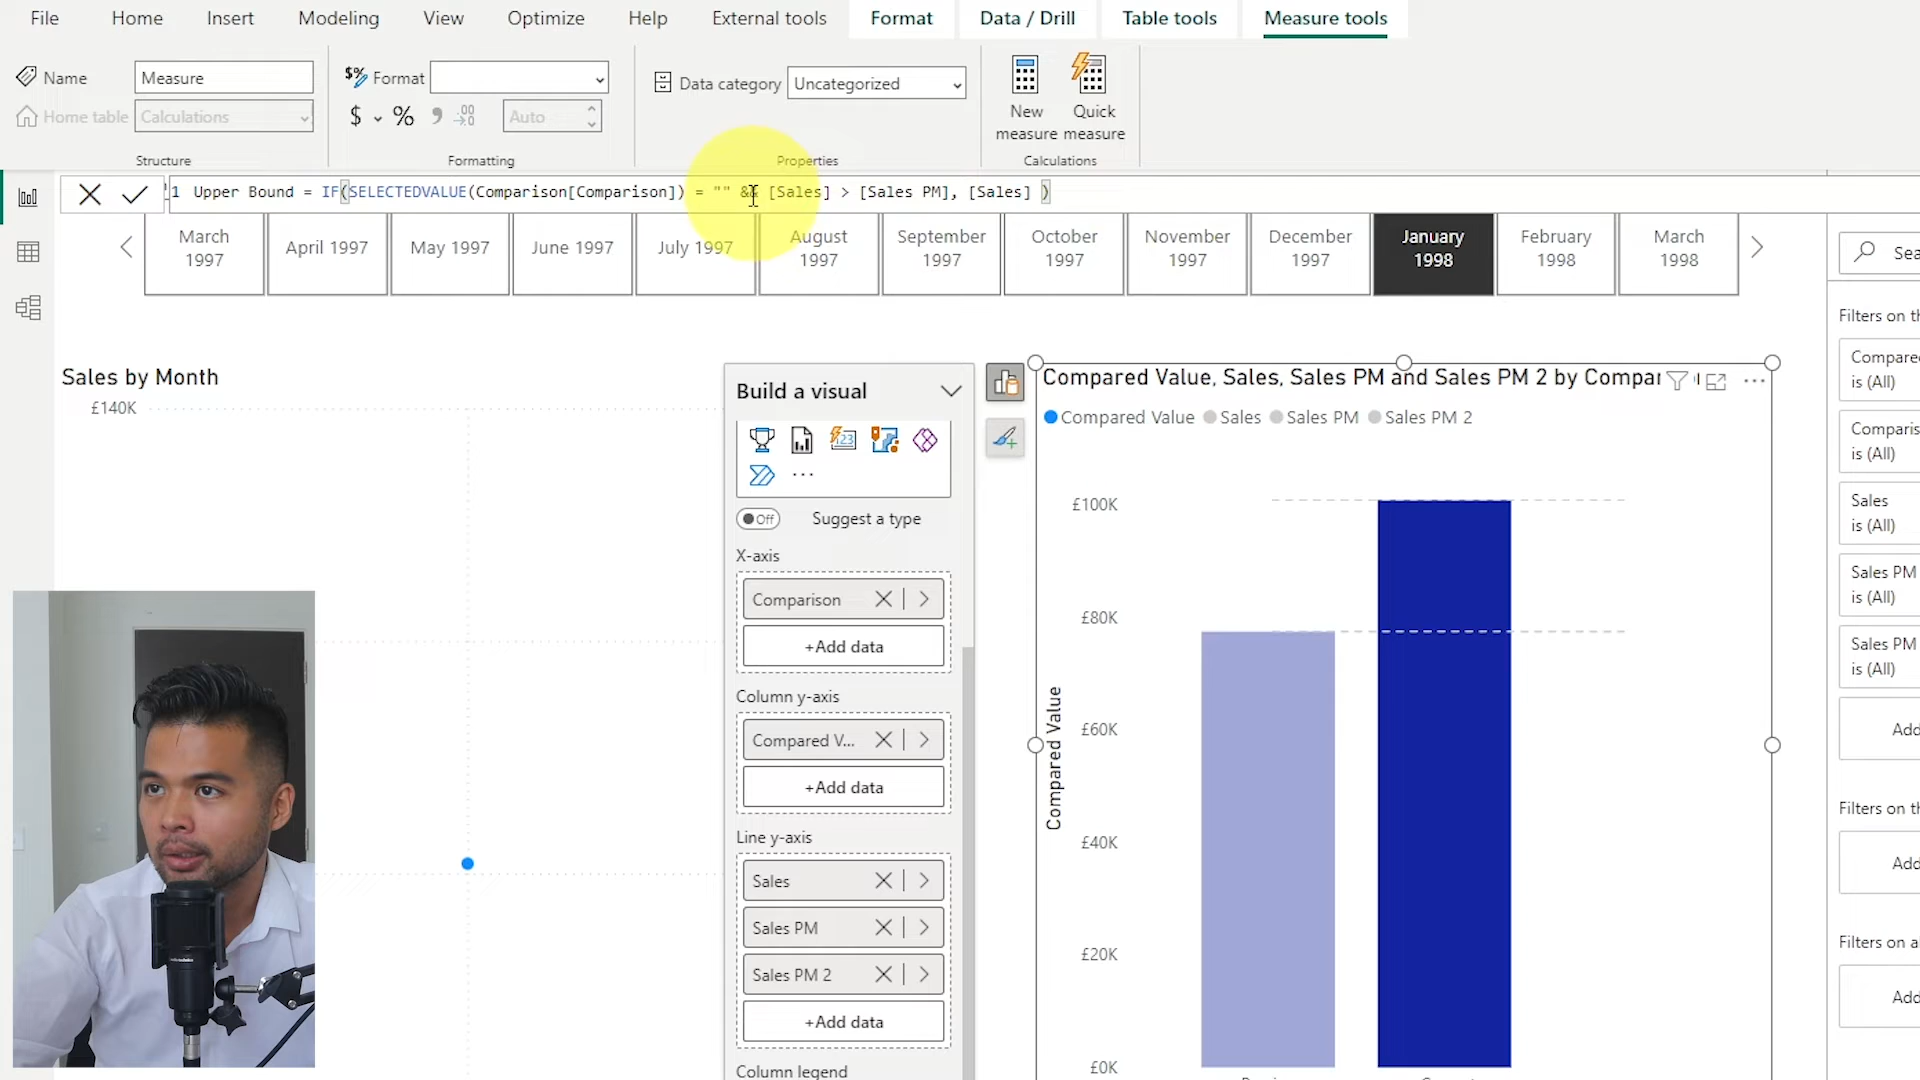 File Home Insert Modeling View Optimize Help External tools Format Data / Drill Table tools Measure tools
Name Measure
Format
Data category Uncategorized
New measure
Quick measure
Home table Calculations
$ % Auto
Structure Formatting Properties Calculations
1 Upper Bound = IF(SELECTEDVALUE(Comparison[Comparison]) = "" && [Sales] > [Sales PM], [Sales] )
March 1997
April 1997
May 1997
June 1997
July 1997
August 1997
September 1997
October 1997
November 1997
December 1997
January 1998
February 1998
March 1998
Sales by Month
£140K
Build a visual
123
Off Suggest a type
X-axis
Comparison
+Add data
Column y-axis
Compared V...
+Add data
Line y-axis
Sales
Sales PM
Sales PM 2
+Add data
Column legend
Compared Value, Sales, Sales PM and Sales PM 2 by Compar
Compared Value Sales Sales PM Sales PM 2
£100K
£80K
£60K
£40K
£20K
£0K
Compared Value
Sea
Filters on th
Compare
is (All)
Comparis
is (All)
Sales
is (All)
Sales PM
is (All)
Sales PM
is (All)
Add
Filters on th
Add
Filters on a
Add